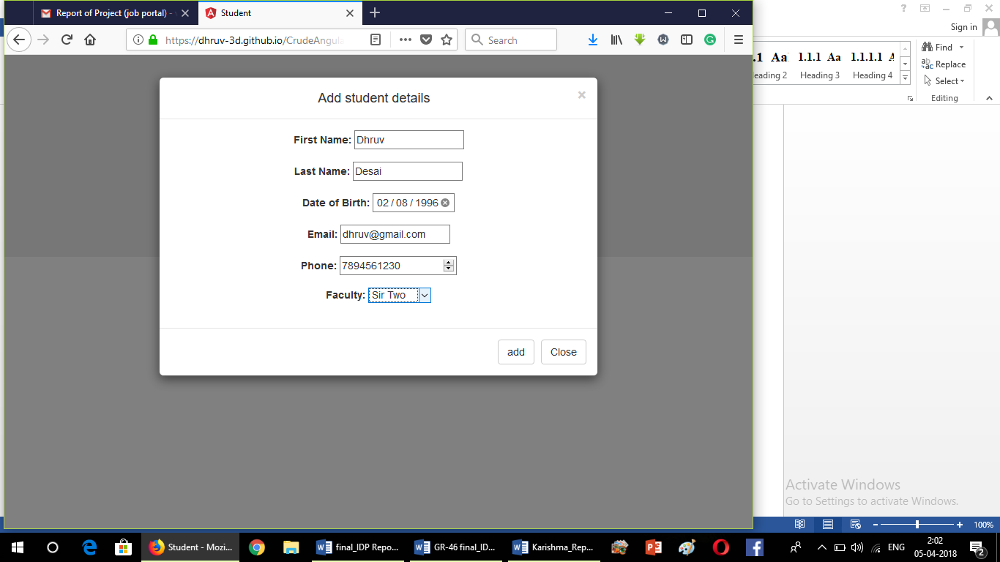 Report of Project (job portal) -
Student
https://dhruv-3d.github.io/CrudeAngula
Search
Sign in
Find
Replace
Select
Editing
.1 Aa
1.1.1 Aa
1.1.1.1
eading 2
Heading 3
Heading 4
Add student details
First Name: Dhruv
Last Name: Desai
Date of Birth: 02 / 08 / 1996
Email: dhruv@gmail.com
Phone: 7894561230
Faculty: Sir Two
add
Close
Activate Windows
Go to Settings to activate Windows.
100%
Student - Mozi...
final_IDP Repo...
GR-46 final_ID...
Karishma_Rep...
ENG
2:02
05-04-2018
2